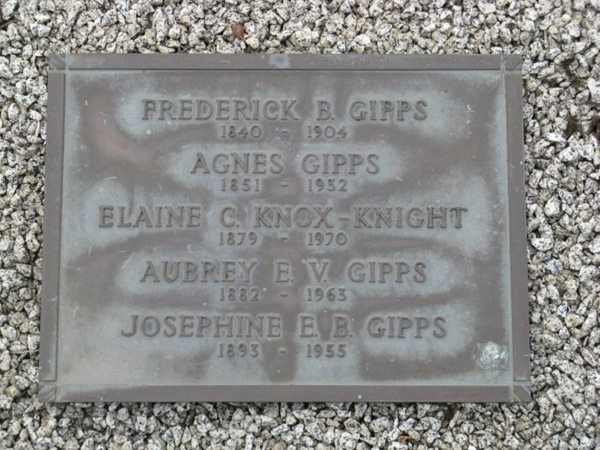 FREDERICK B. GIPPS
1840 - 1904
AGNES GIPPS
1851 - 1932
ELAINE C. KNOX-KNIGHT
1879 - 1970
AUBREY E. V. GIPPS
1882 - 1963
JOSEPHINE E. B. GIPPS
1893 - 1955